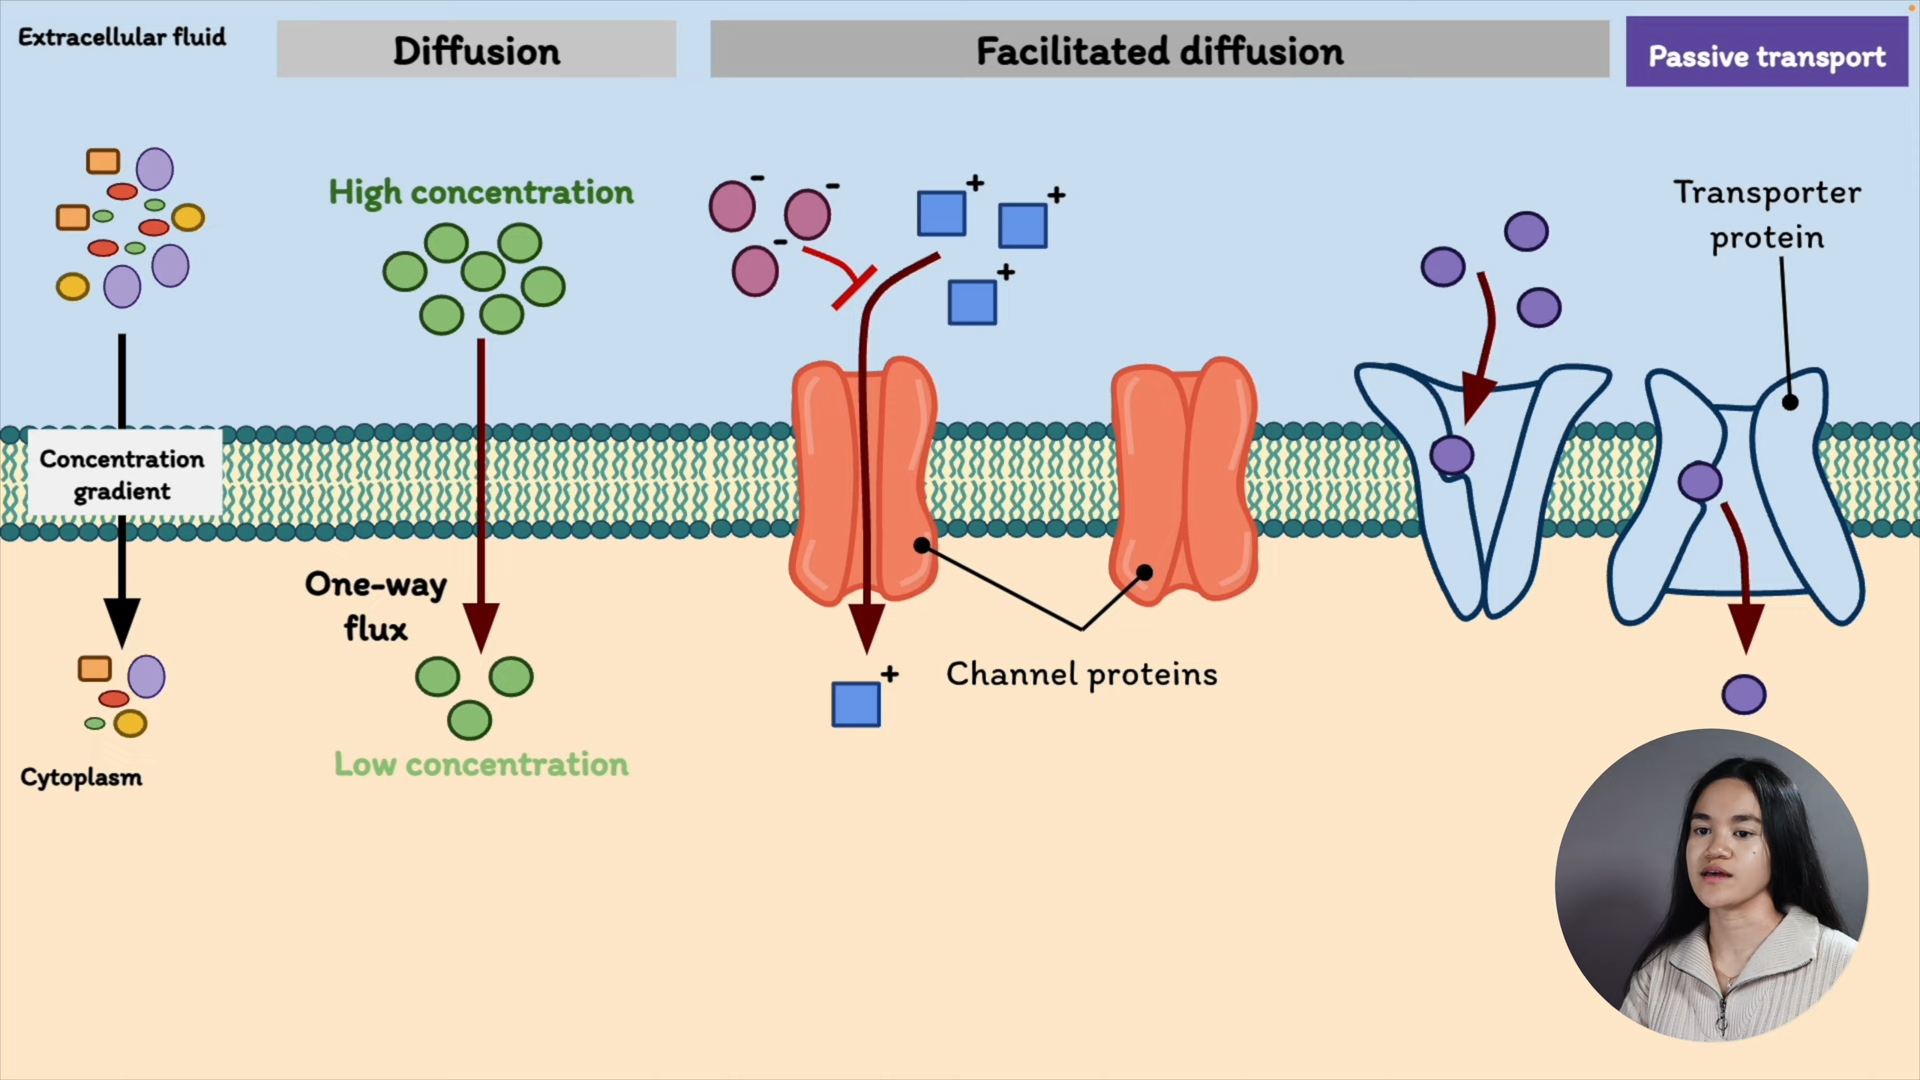 Extracellular fluid
Diffusion
Facilitated diffusion
Passive transport
High concentration
-
-
-
+
+
+
Transporter
protein
Concentration
gradient
One-way
flux
Channel proteins
+
Low concentration
Cytoplasm